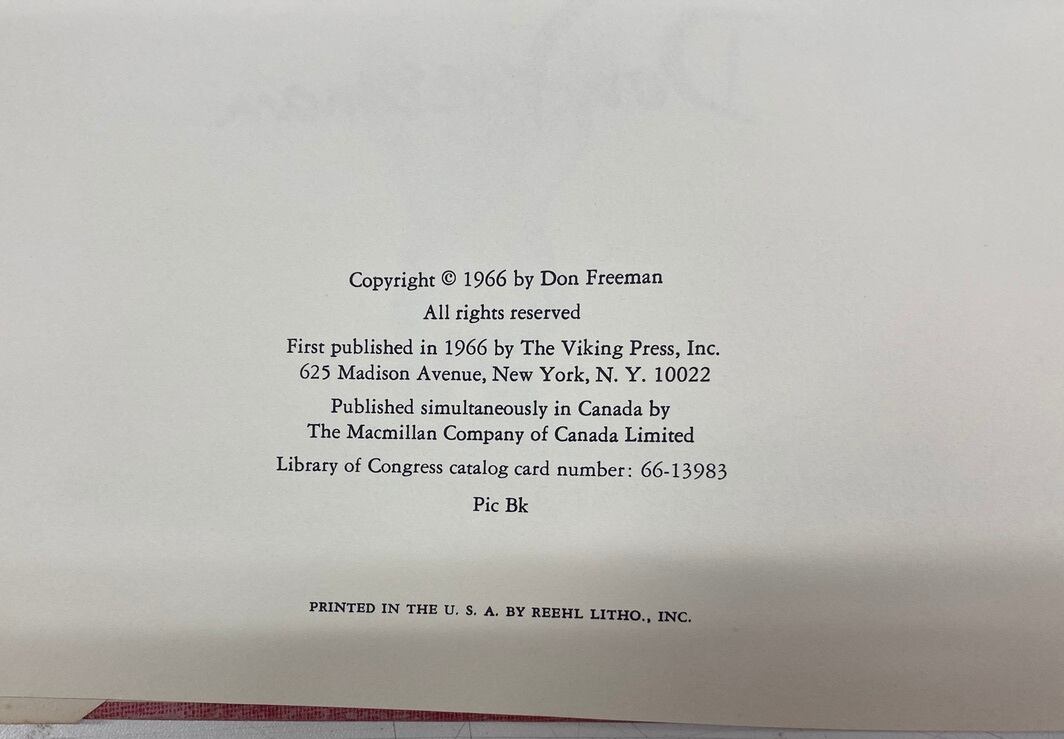 Don Freeman
Copyright © 1966 by Don Freeman
All rights reserved
First published in 1966 by The Viking Press, Inc.
625 Madison Avenue, New York, N. Y. 10022
Published simultaneously in Canada by
The Macmillan Company of Canada Limited
Library of Congress catalog card number: 66-13983
Pic Bk
PRINTED IN THE U. S. A. BY REEHL LITHO., INC.